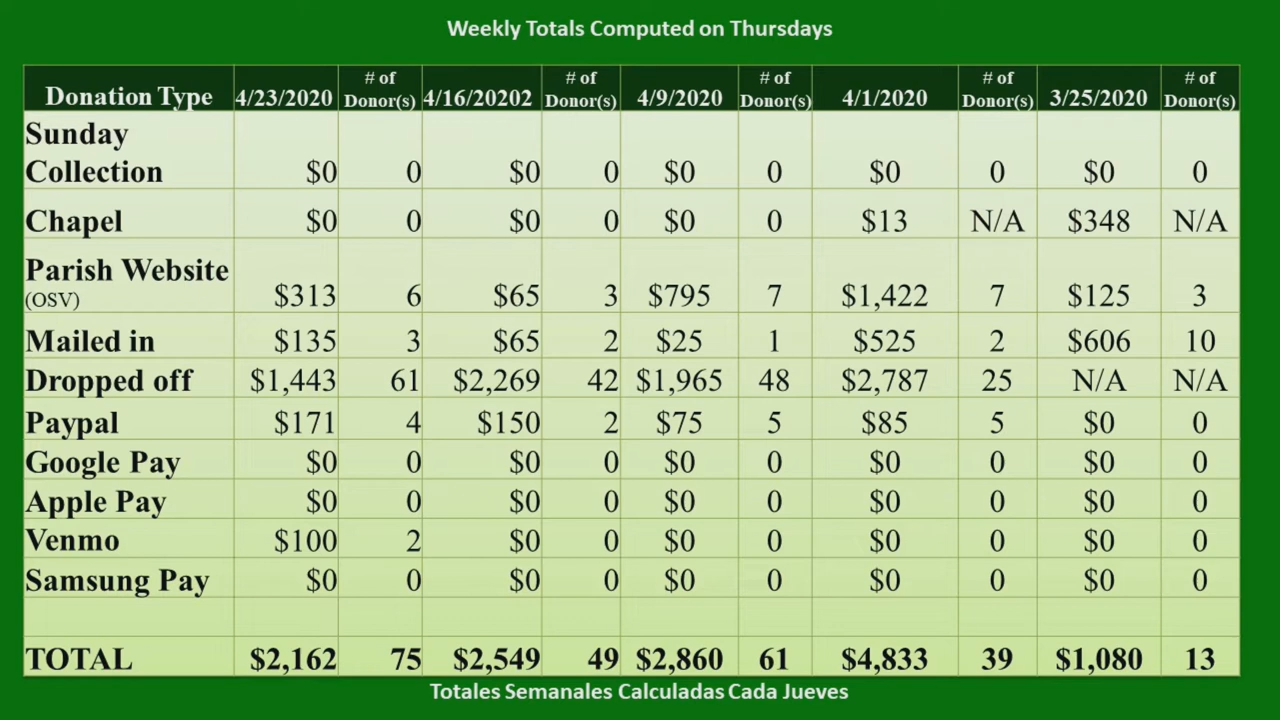 Weekly Totals Computed on Thursdays
Donation Type 4/23/2020 # of Donor(s) 4/16/20202 # of Donor(s) 4/9/2020 # of Donor(s) 4/1/2020 # of Donor(s) 3/25/2020 # of Donor(s)
Sunday
Collection $0 0 $0 0 $0 0 $0 0 $0 0
Chapel $0 0 $0 0 $0 0 $13 N/A $348 N/A
Parish Website
(OSV) $313 6 $65 3 $795 7 $1,422 7 $125 3
Mailed in $135 3 $65 2 $25 1 $525 2 $606 10
Dropped off $1,443 61 $2,269 42 $1,965 48 $2,787 25 N/A N/A
Paypal $171 4 $150 2 $75 5 $85 5 $0 0
Google Pay $0 0 $0 0 $0 0 $0 0 $0 0
Apple Pay $0 0 $0 0 $0 0 $0 0 $0 0
Venmo $100 2 $0 0 $0 0 $0 0 $0 0
Samsung Pay $0 0 $0 0 $0 0 $0 0 $0 0
TOTAL $2,162 75 $2,549 49 $2,860 61 $4,833 39 $1,080 13
Totales Semanales Calculadas Cada Jueves